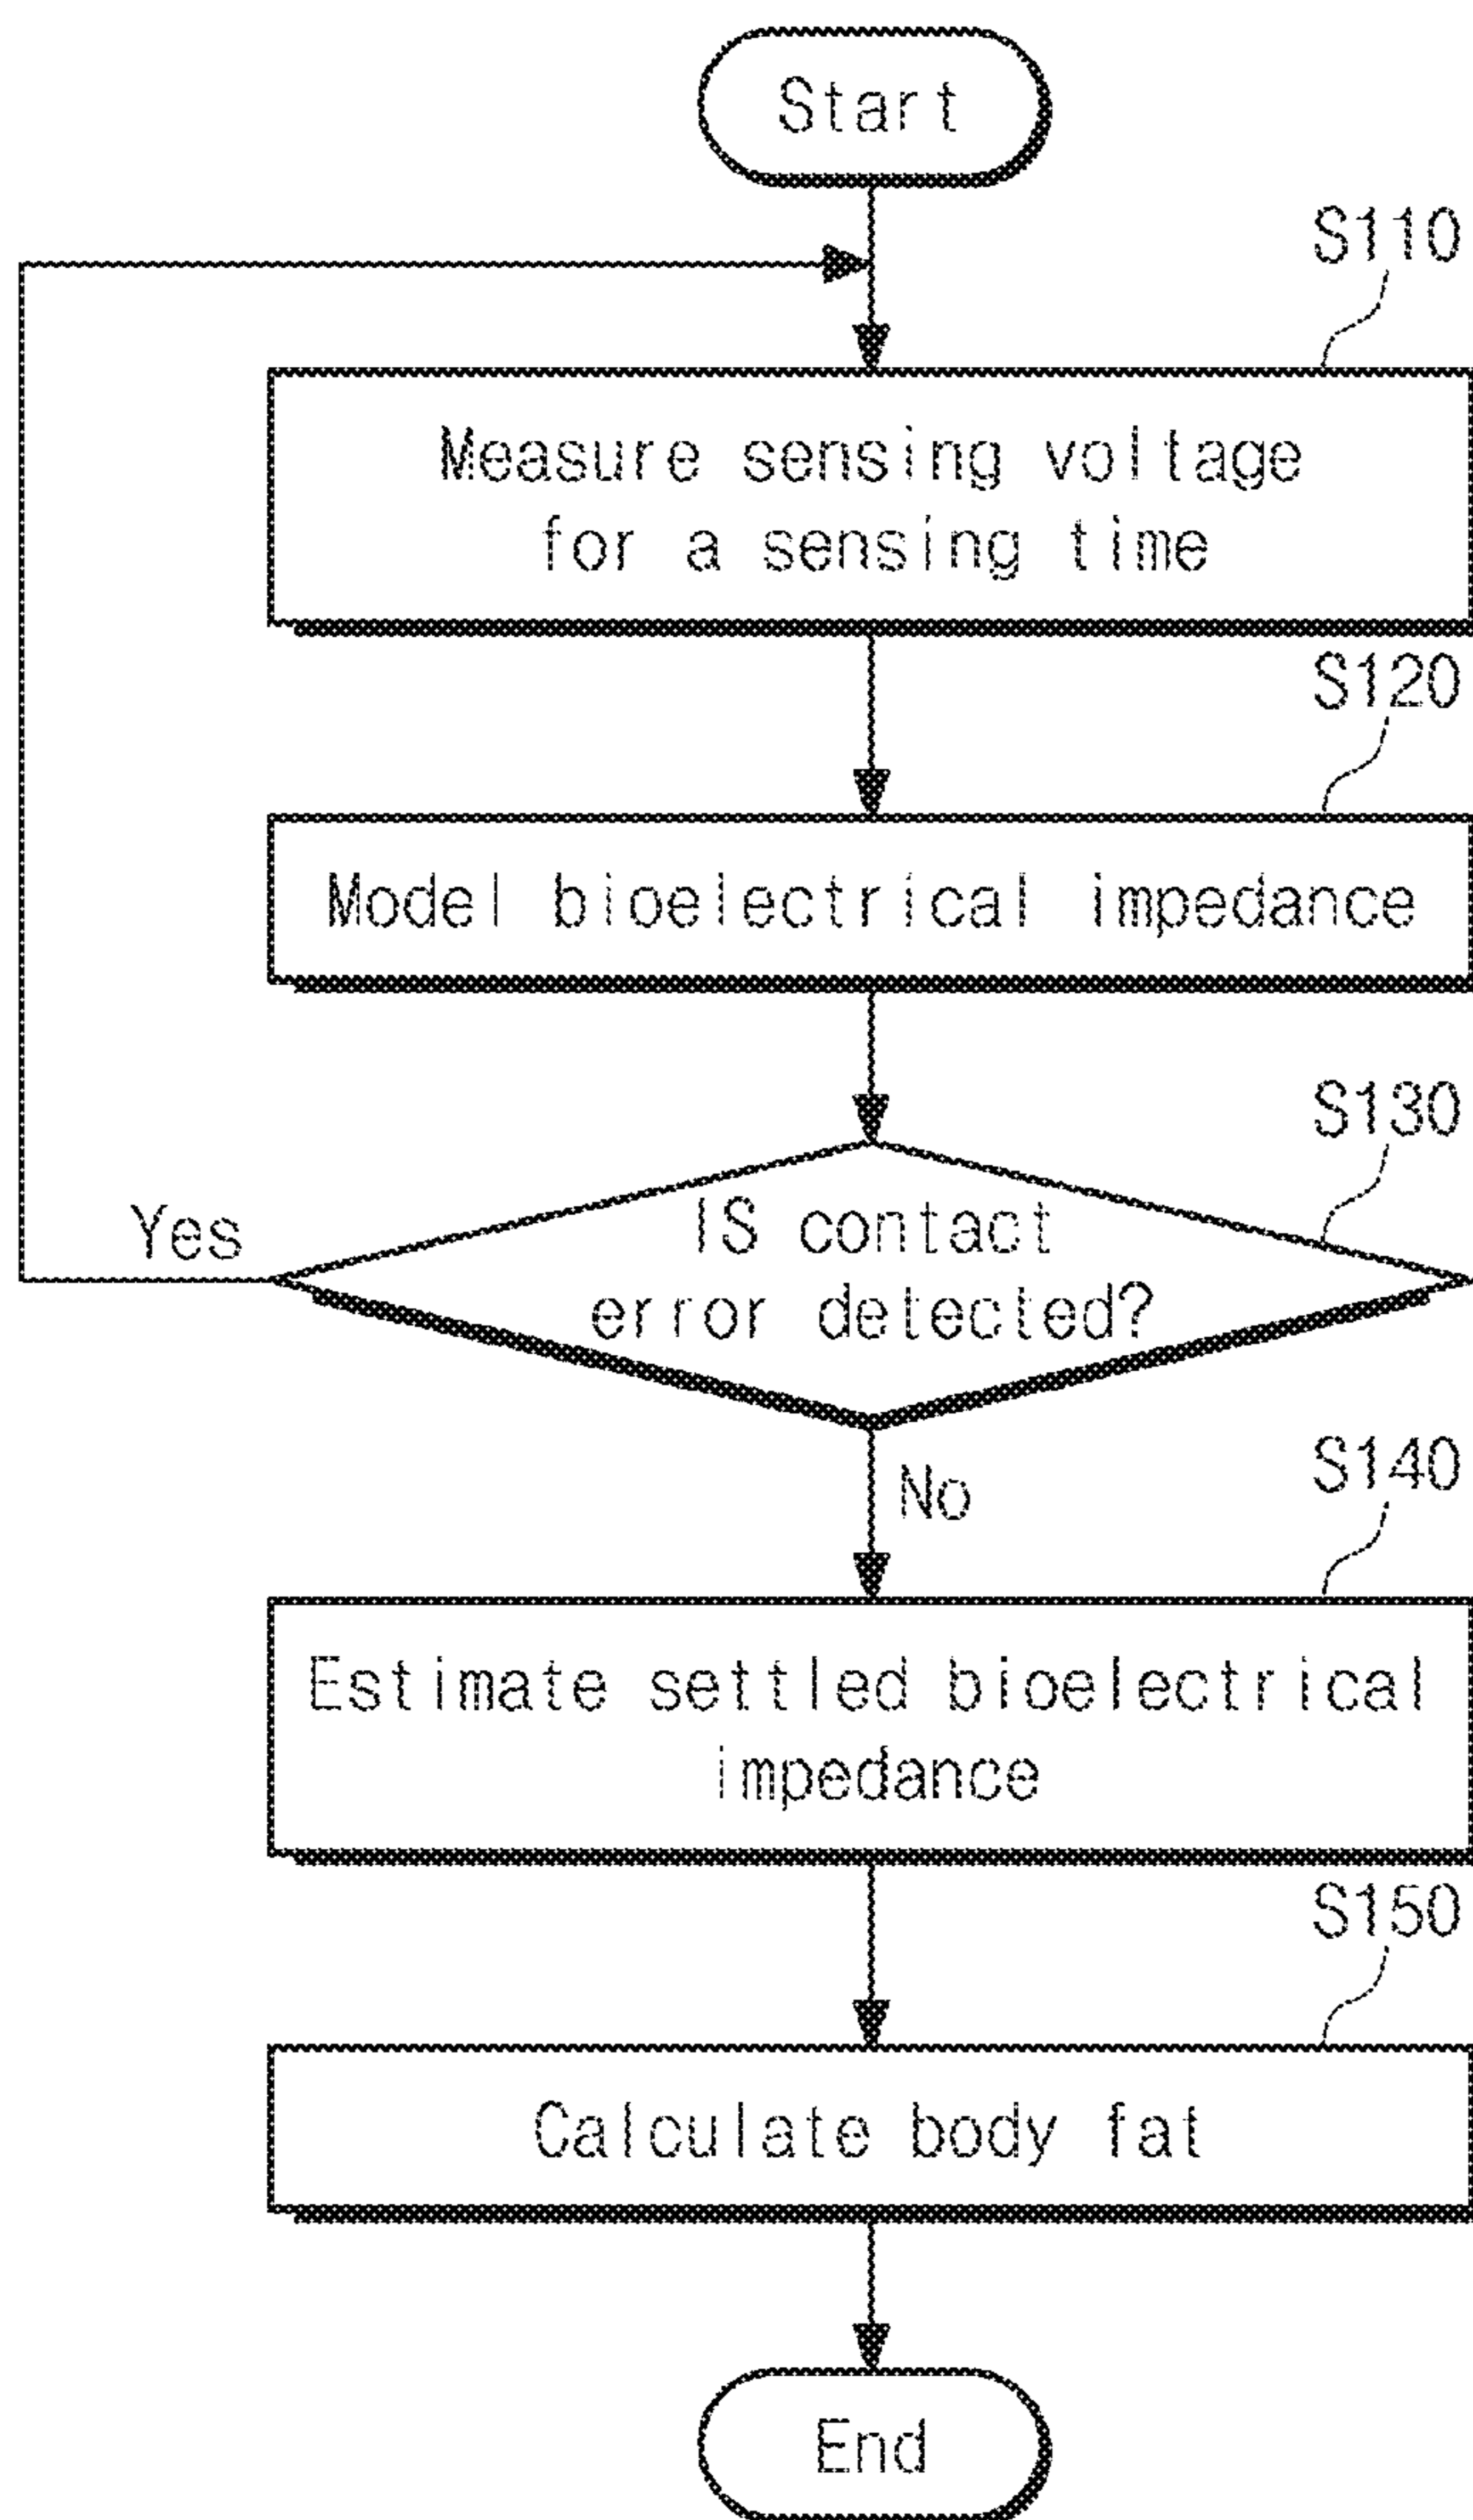 Start
S110
Measure sensing voltage
for a sensing time
S120
Model bioelectrical impedance
S130
IS contact
error detected?
Yes
No
S140
Estimate settled bioelectrical
impedance
S150
Calculate body fat
End